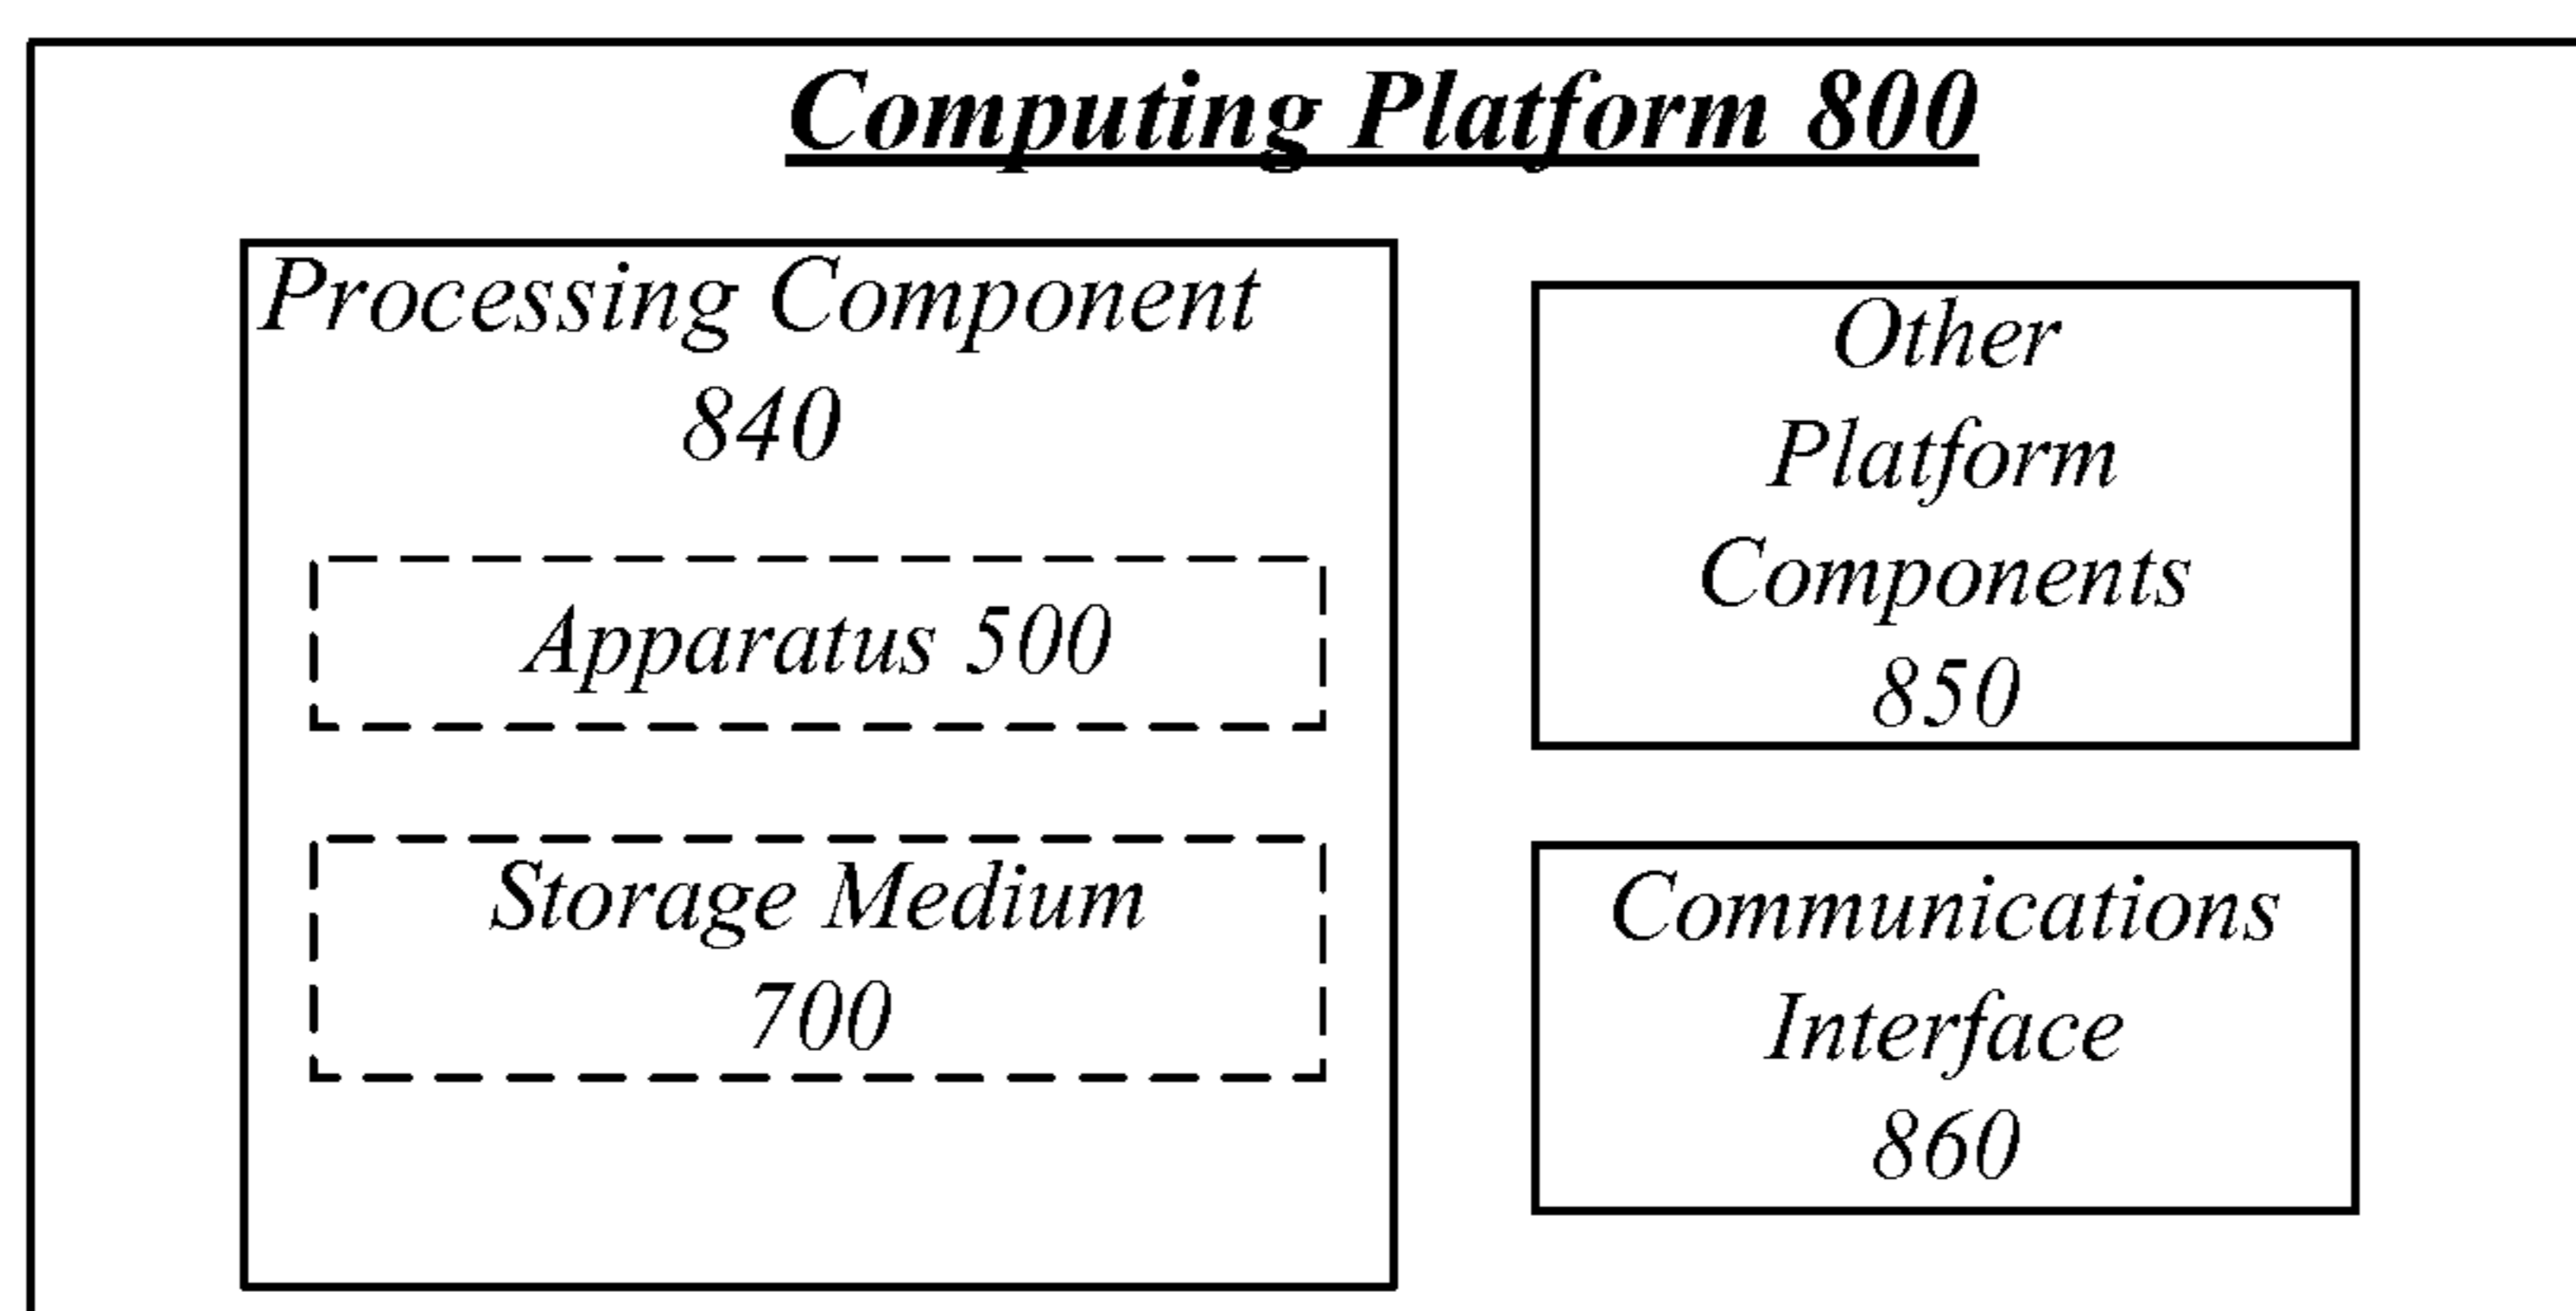 Computing Platform 800
Processing Component
840
Apparatus 500
Storage Medium
700
Other
Platform
Components
850
Communications
Interface
860